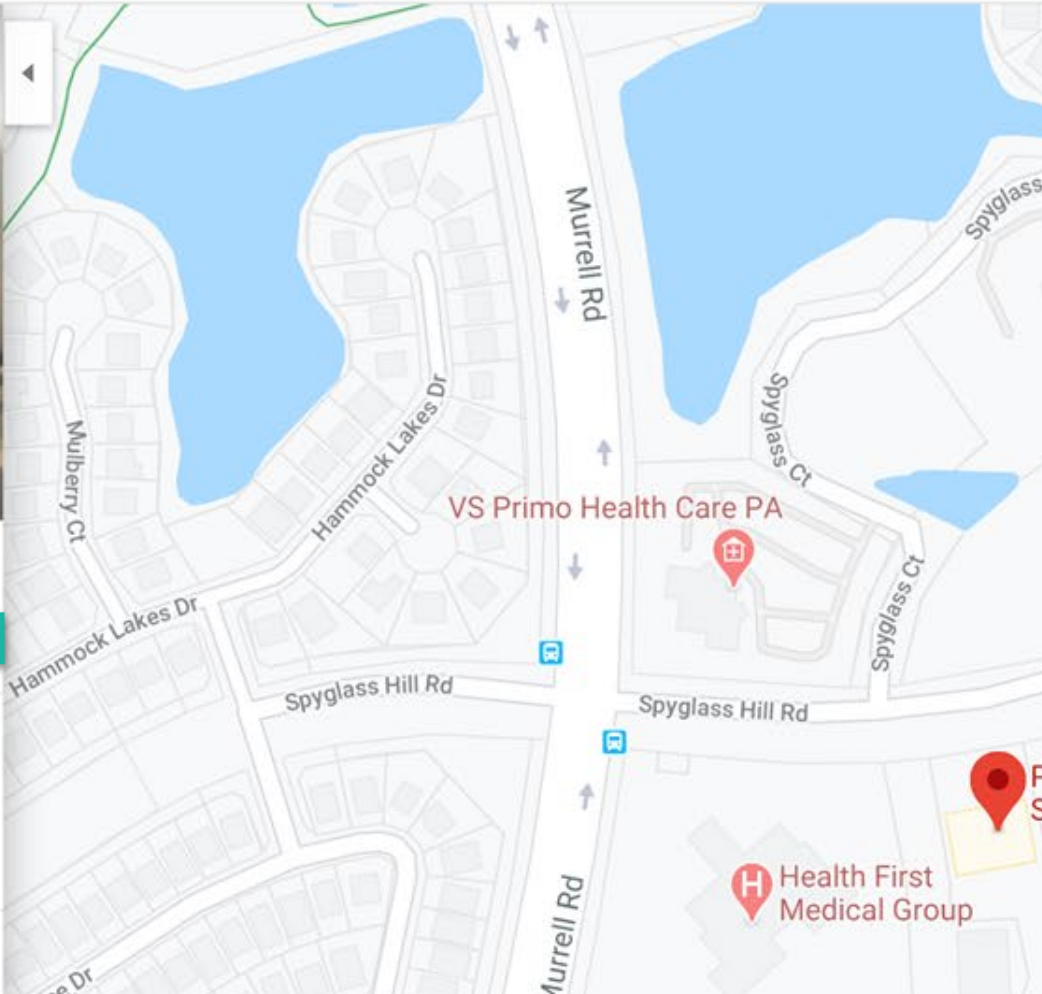 Murrell Rd
Spyglass
Mulberry Ct
Hammock Lakes Dr
Spyglass Ct
VS Primo Health Care PA
Hammock Lakes Dr
Spyglass Ct
Spyglass Hill Rd
Spyglass Hill Rd
H
Health First
Medical Group
Murrell Rd
Dr